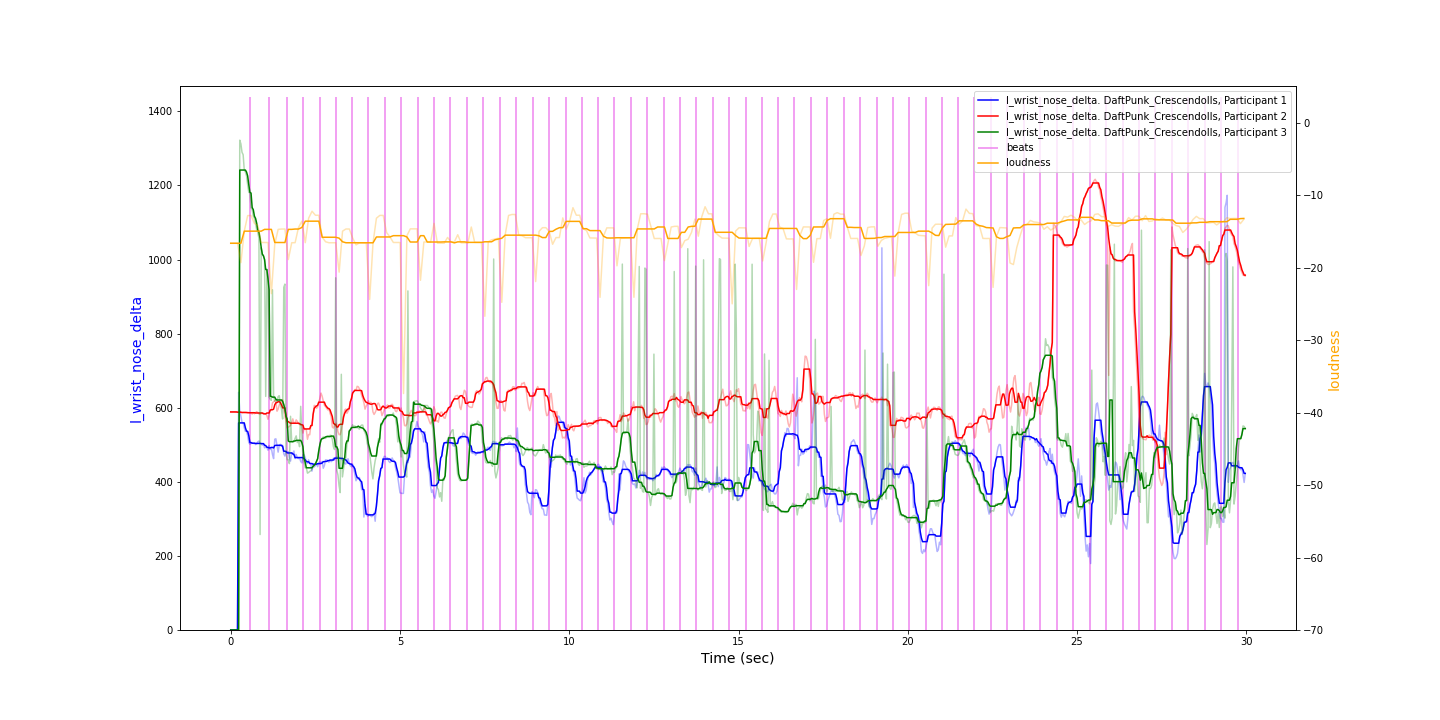 l_wrist_nose_delta. DaftPunk_Crescendolls, Participant 1
l_wrist_nose_delta. DaftPunk_Crescendolls, Participant 2
l_wrist_nose_delta. DaftPunk_Crescendolls, Participant 3
beats
loudness
l_wrist_nose_delta
1400
1200
1000
800
600
400
200
0
0
−10
−20
−30
−40
−50
−60
−70
loudness
0 5 10 15 20 25 30
Time (sec)